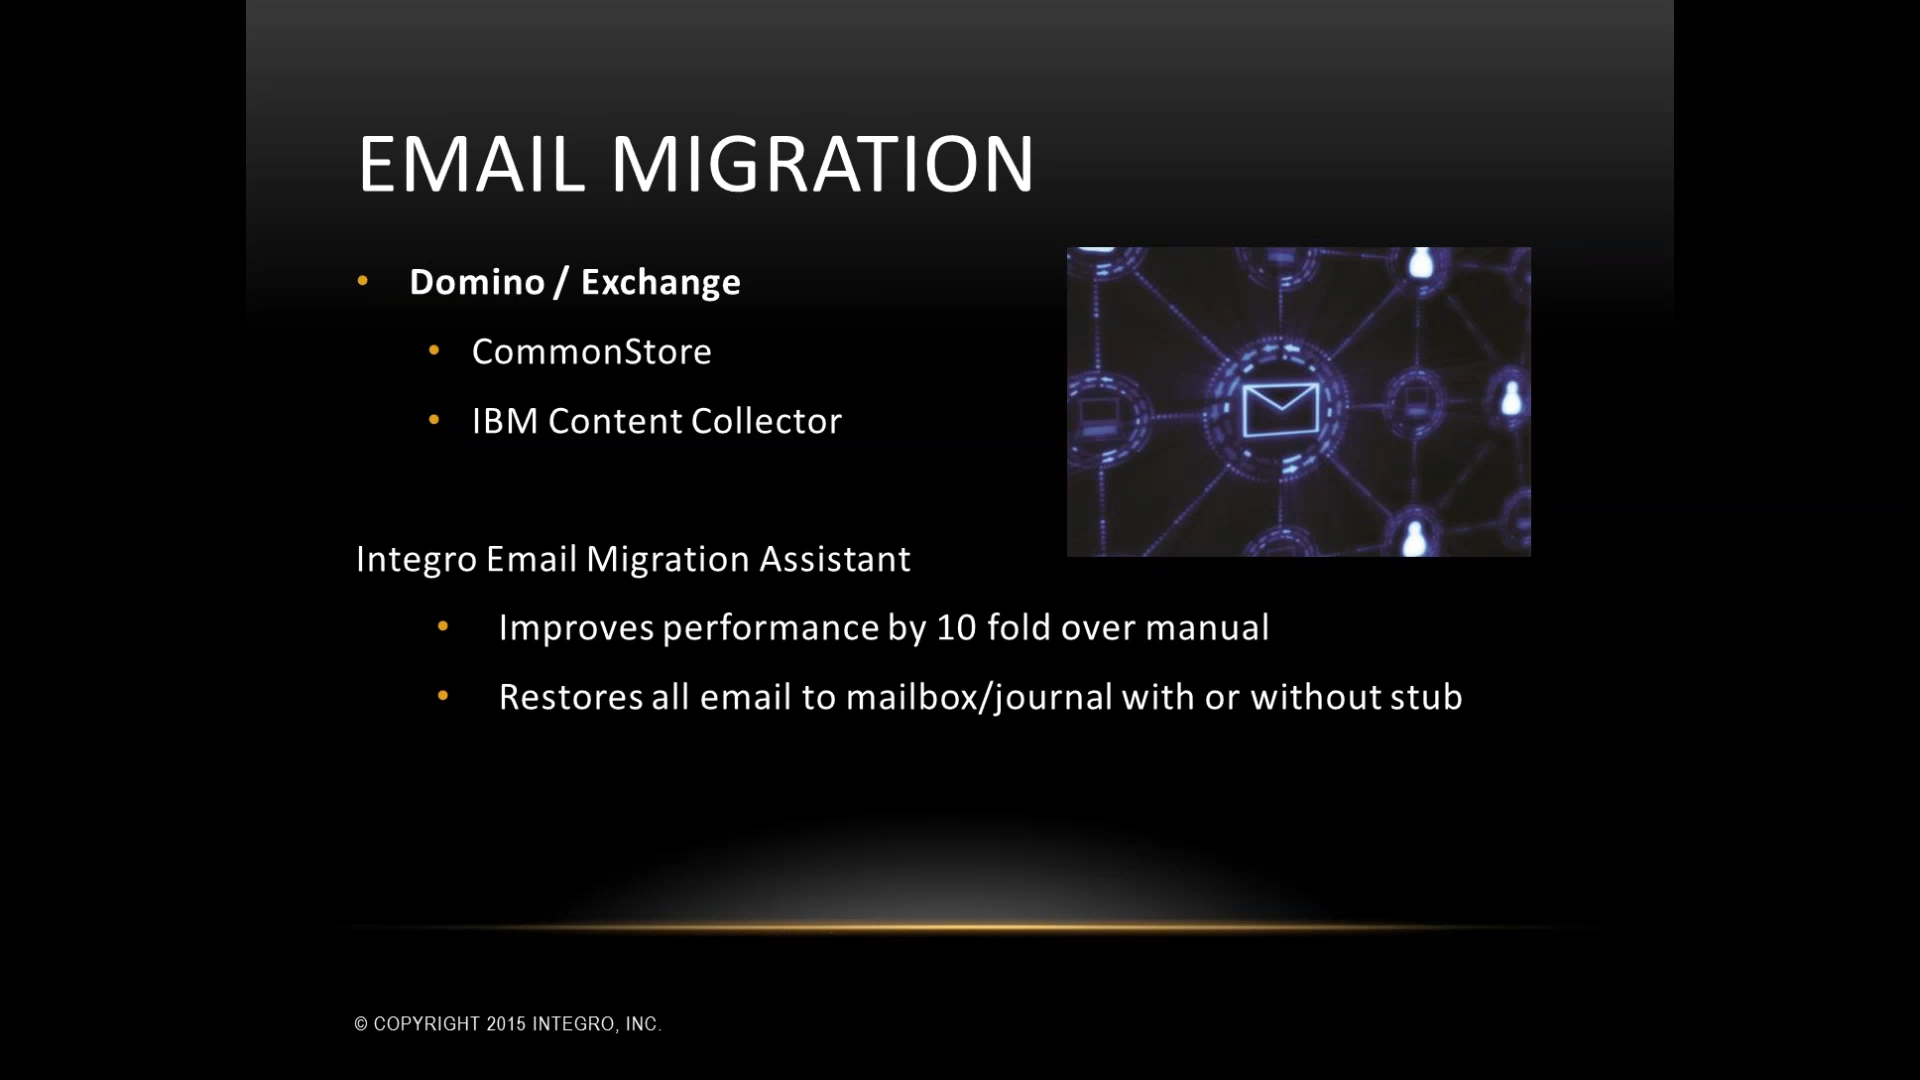 EMAIL MIGRATION
• Domino / Exchange
• CommonStore
• IBM Content Collector
Integro Email Migration Assistant
• Improves performance by 10 fold over manual
• Restores all email to mailbox/journal with or without stub
© COPYRIGHT 2015 INTEGRO, INC.